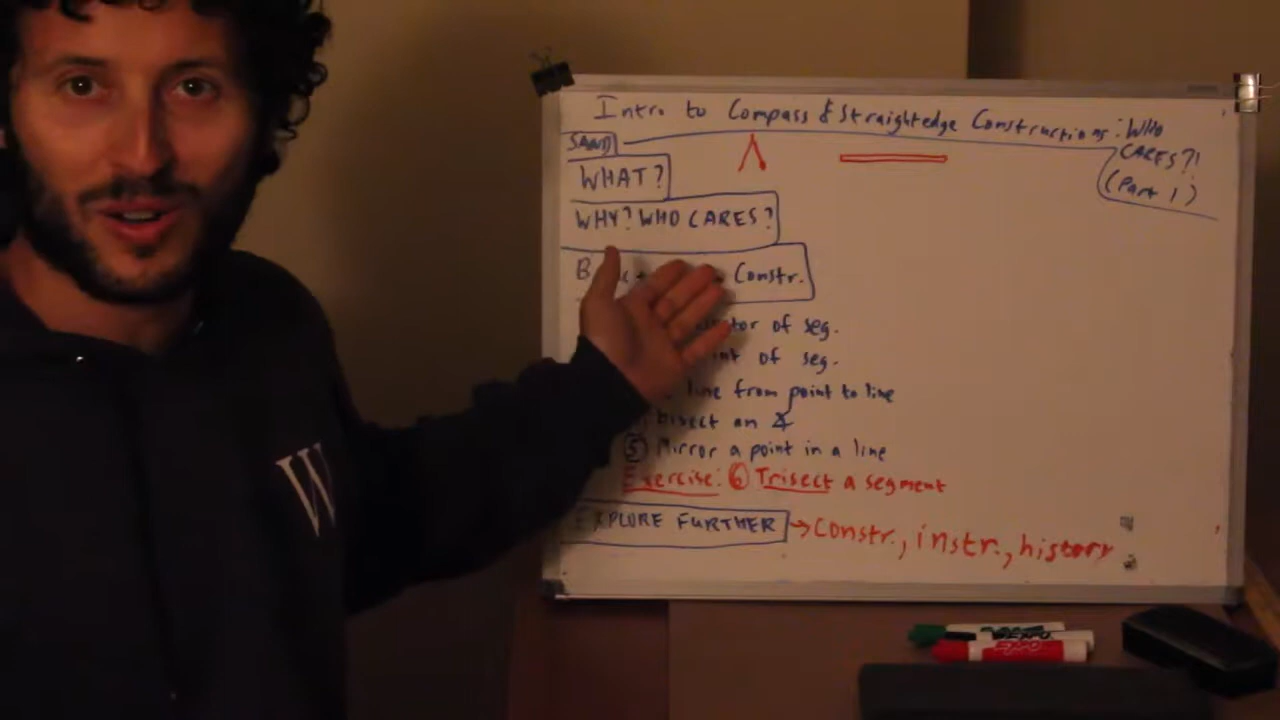 Intro to Compass & Straightedge Constructions: WHO
CARES?!
(Part 1)
SAND
WHAT?
WHY? WHO CARES?
Constr.
of seg.
of seg.
line from point to line
bisect an ∡
⑤ Mirror a point in a line
Exercise: ⑥ Trisect a segment
EXPLORE FURTHER → Constr., instr., history
W
EXPO
EXPO